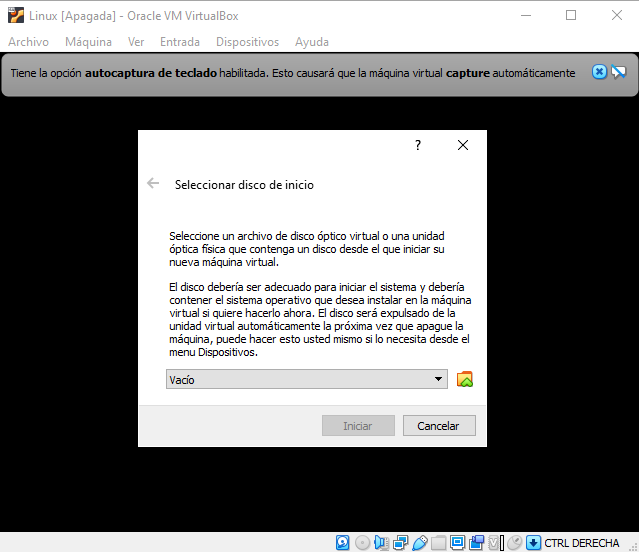 Linux [Apagada] - Oracle VM VirtualBox
Archivo Máquina Ver Entrada Dispositivos Ayuda
Tiene la opción autocaptura de teclado habilitada. Esto causará que la máquina virtual capture automáticamente
?
Seleccionar disco de inicio
Seleccione un archivo de disco óptico virtual o una unidad
óptica física que contenga un disco desde el que iniciar su
nueva máquina virtual.
El disco debería ser adecuado para iniciar el sistema y debería
contener el sistema operativo que desea instalar en la máquina
virtual si quiere hacerlo ahora. El disco será expulsado de la
unidad virtual automáticamente la próxima vez que apague la
máquina, puede hacer esto usted mismo si lo necesita desde el
menu Dispositivos.
Vacío
Iniciar Cancelar
CTRL DERECHA